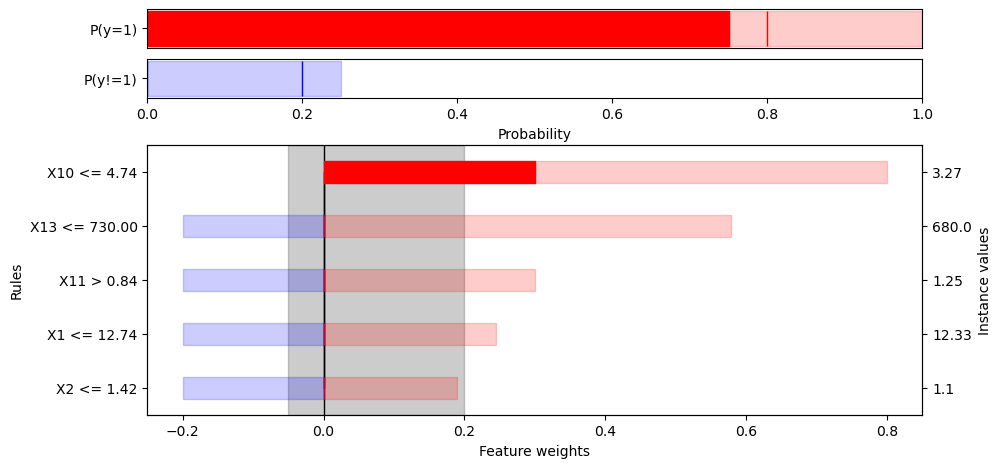 P(y=1)
P(y!=1)
0.0 0.2 0.4 0.6 0.8 1.0
Probability
X10 <= 4.74 3.27
X13 <= 730.00 680.0
X11 > 0.84 1.25
X1 <= 12.74 12.33
X2 <= 1.42 1.1
Rules
Instance values
−0.2 0.0 0.2 0.4 0.6 0.8
Feature weights